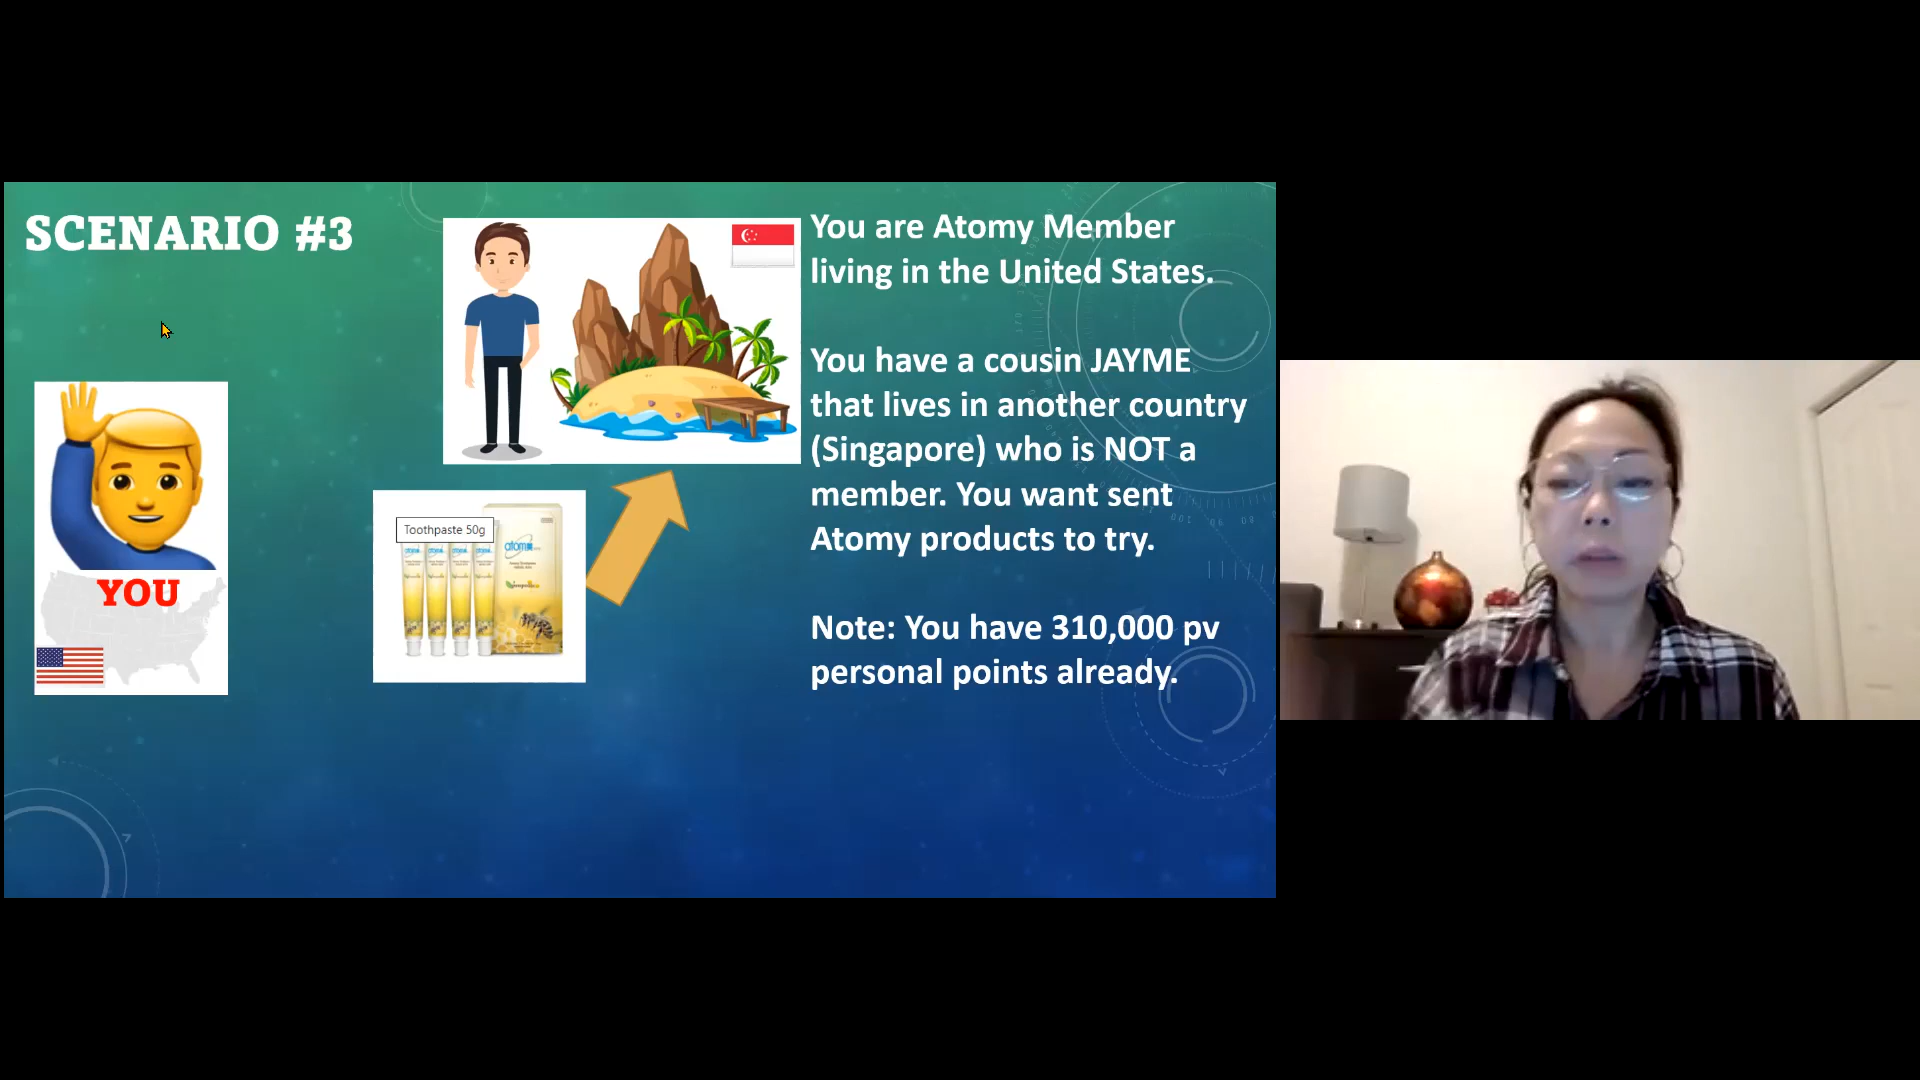 SCENARIO #3
You are Atomy Member
living in the United States.
You have a cousin JAYME
that lives in another country
(Singapore) who is NOT a
member. You want sent
Atomy products to try.
Note: You have 310,000 pv
personal points already.
YOU
Toothpaste 50g
atomy